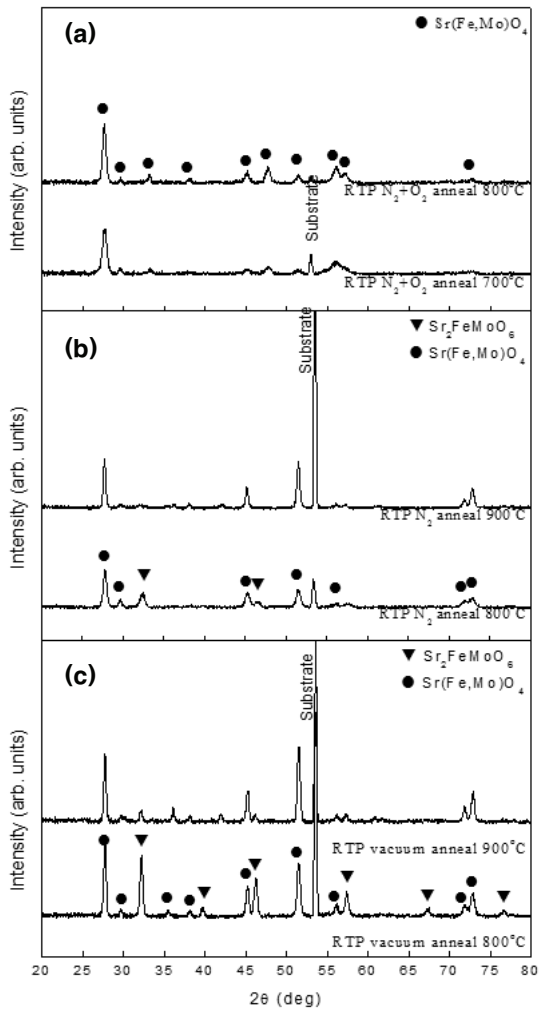 (a)
Sr(Fe,Mo)O4
Intensity (arb. units)
RTP N2+O2 anneal 800°C
Substrate
RTP N2+O2 anneal 700°C
(b)
Sr2FeMoO6
Sr(Fe,Mo)O4
Substrate
Intensity (arb. units)
RTP N2 anneal 900°C
RTP N2 anneal 800°C
(c)
Sr2FeMoO6
Sr(Fe,Mo)O4
Substrate
Intensity (arb. units)
RTP vacuum anneal 900°C
RTP vacuum anneal 800°C
20 25 30 35 40 45 50 55 60 65 70 75 80
2θ (deg)